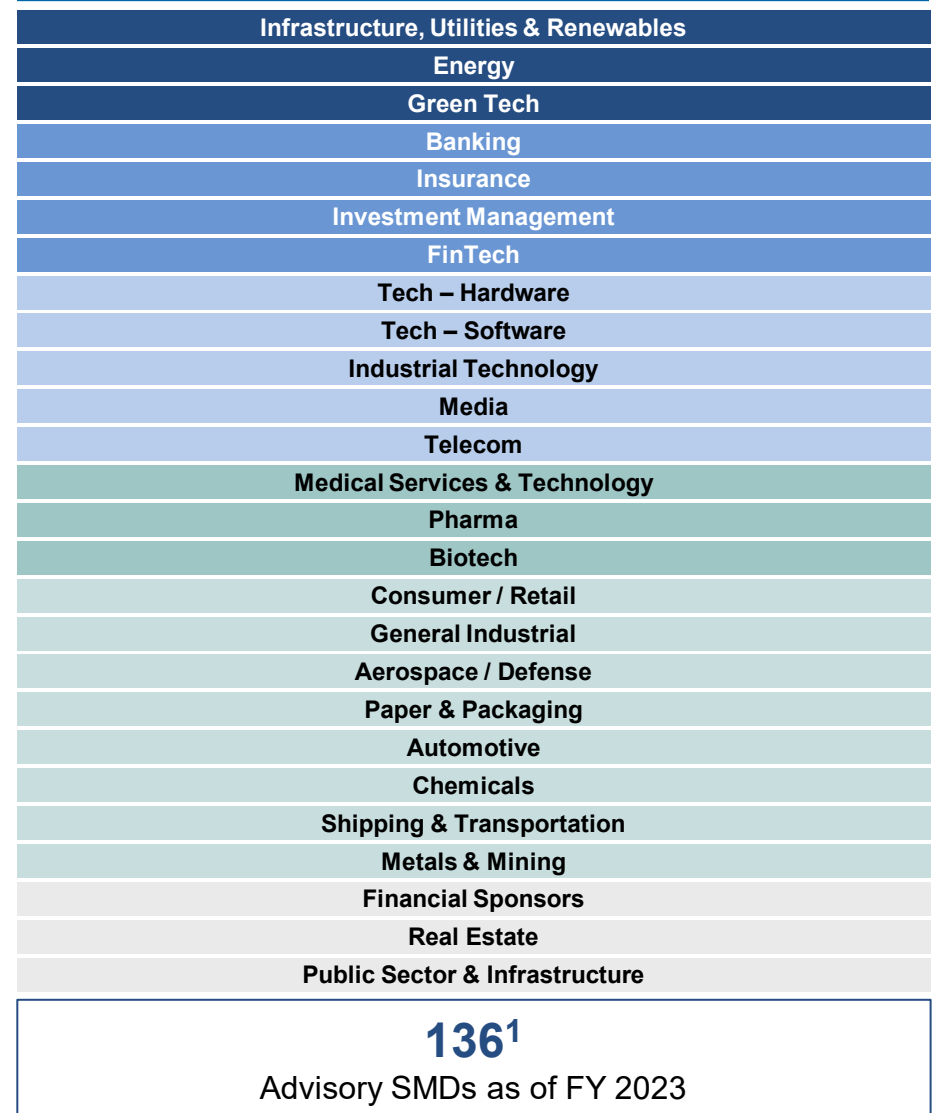 Infrastructure, Utilities & Renewables
Energy
Green Tech
Banking
Insurance
Investment Management
FinTech
Tech – Hardware
Tech – Software
Industrial Technology
Media
Telecom
Medical Services & Technology
Pharma
Biotech
Consumer / Retail
General Industrial
Aerospace / Defense
Paper & Packaging
Automotive
Chemicals
Shipping & Transportation
Metals & Mining
Financial Sponsors
Real Estate
Public Sector & Infrastructure
136¹
Advisory SMDs as of FY 2023